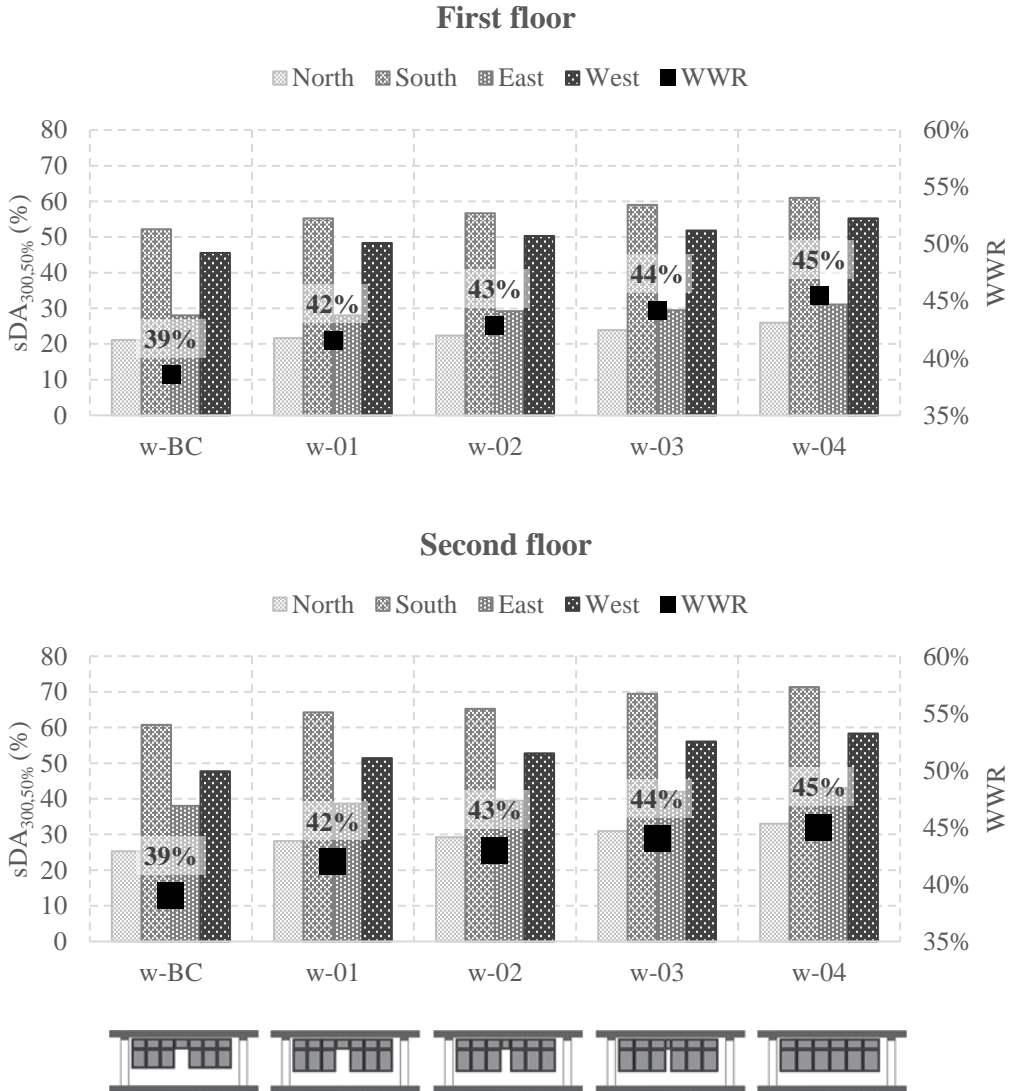 First floor
North South East West WWR
80 60%
70 55%
60
50 50%
40 45%
30
20 40%
10
0 35%
sDA300,50% (%)
WWR
39% 42% 43% 44% 45%
w-BC w-01 w-02 w-03 w-04
Second floor
North South East West WWR
80 60%
70 55%
60
50 50%
40 45%
30
20 40%
10
0 35%
sDA300,50% (%)
WWR
39% 42% 43% 44% 45%
w-BC w-01 w-02 w-03 w-04